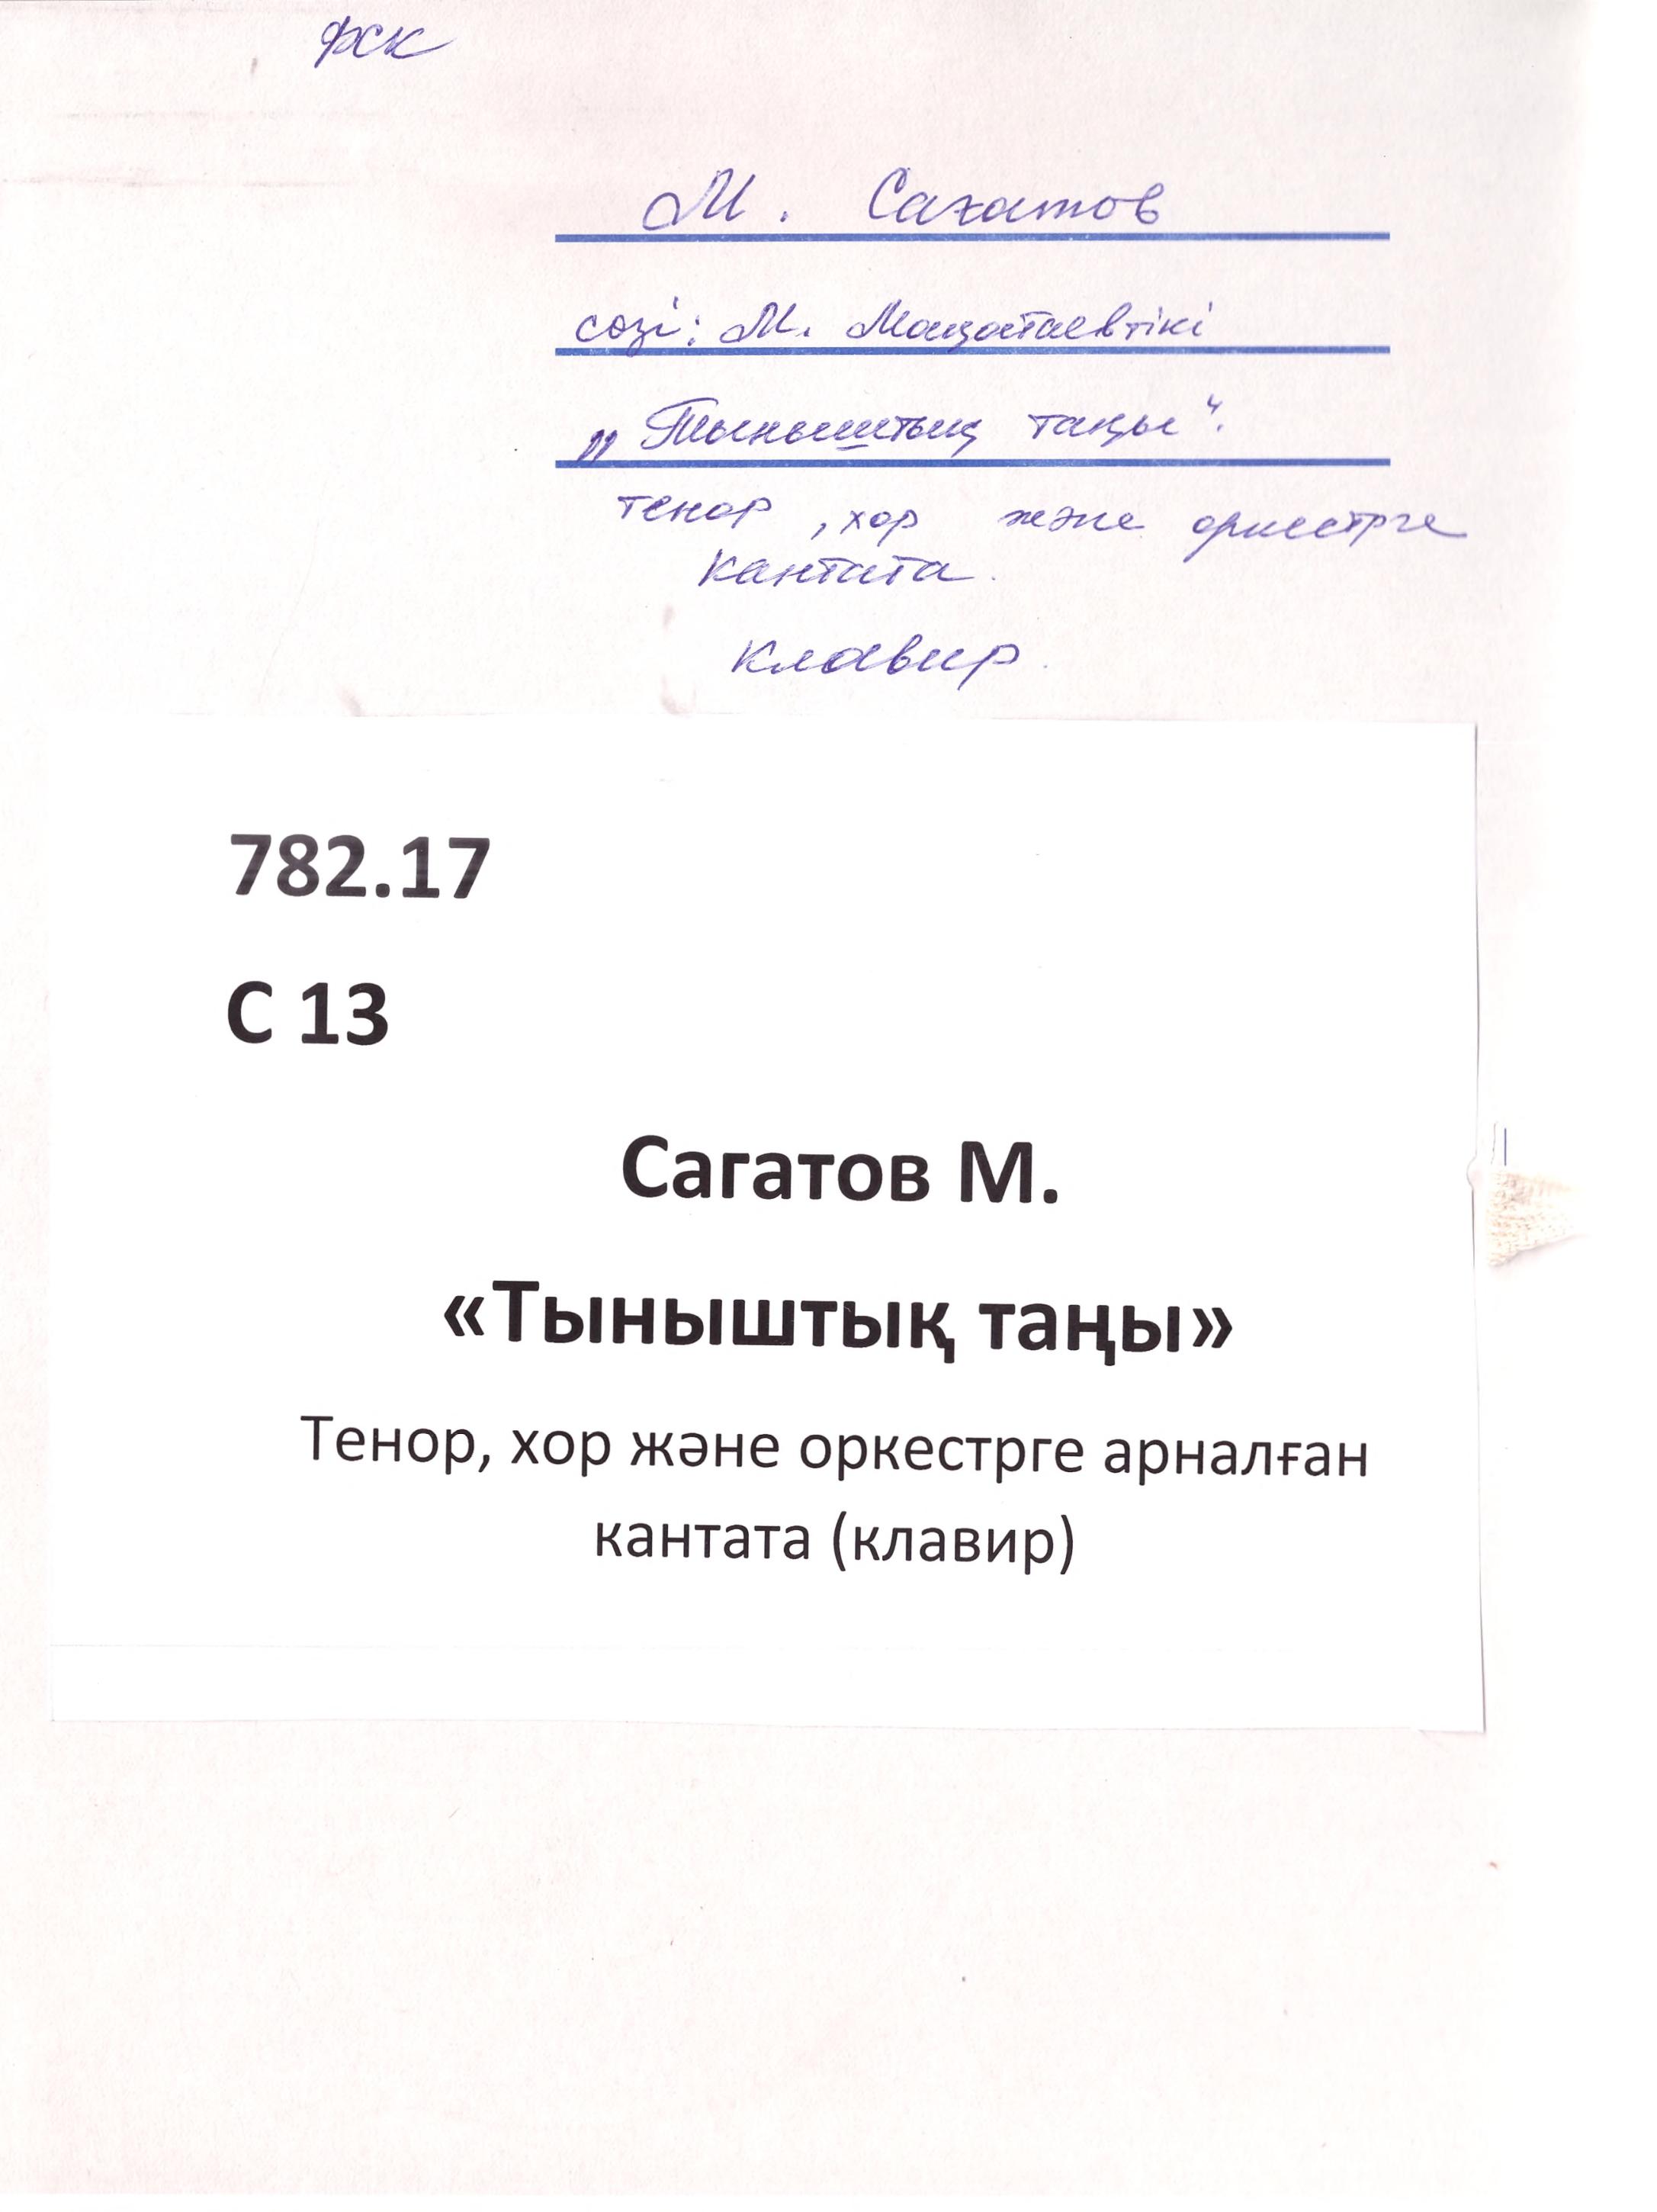 ФСК
М. Сахатов
сөзі: М. Мақатаевтікі
„Тыныштық таңы“.
тенор, хор және оркестрге
кантата.
клавир.
782.17
С 13
Сагатов М.
«Тыныштық таңы»
Тенор, хор және оркестрге арналған
кантата (клавир)